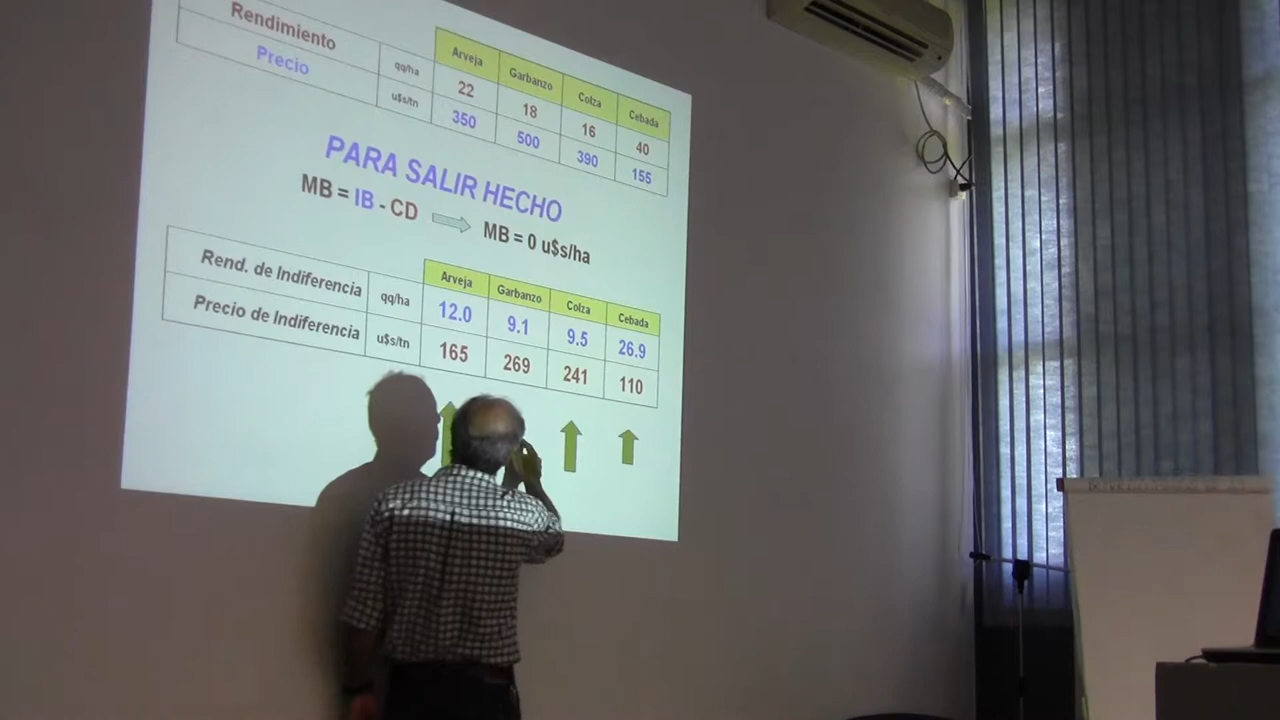 Arveja Garbanzo Colza Cebada
Rendimiento qq/ha 22 18 16 40
Precio u$s/tn 350 500 390 155
PARA SALIR HECHO
MB = IB - CD MB = 0 u$s/ha
Arveja Garbanzo Colza Cebada
Rend. de Indiferencia qq/ha 12.0 9.1 9.5 26.9
Precio de Indiferencia u$s/tn 165 269 241 110